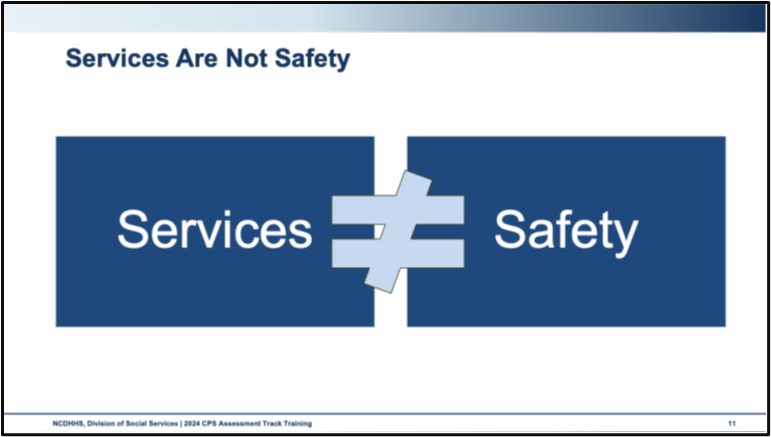 Services Are Not Safety
Services ≠ Safety
NCDHHS, Division of Social Services | 2024 CPS Assessment Track Training 11